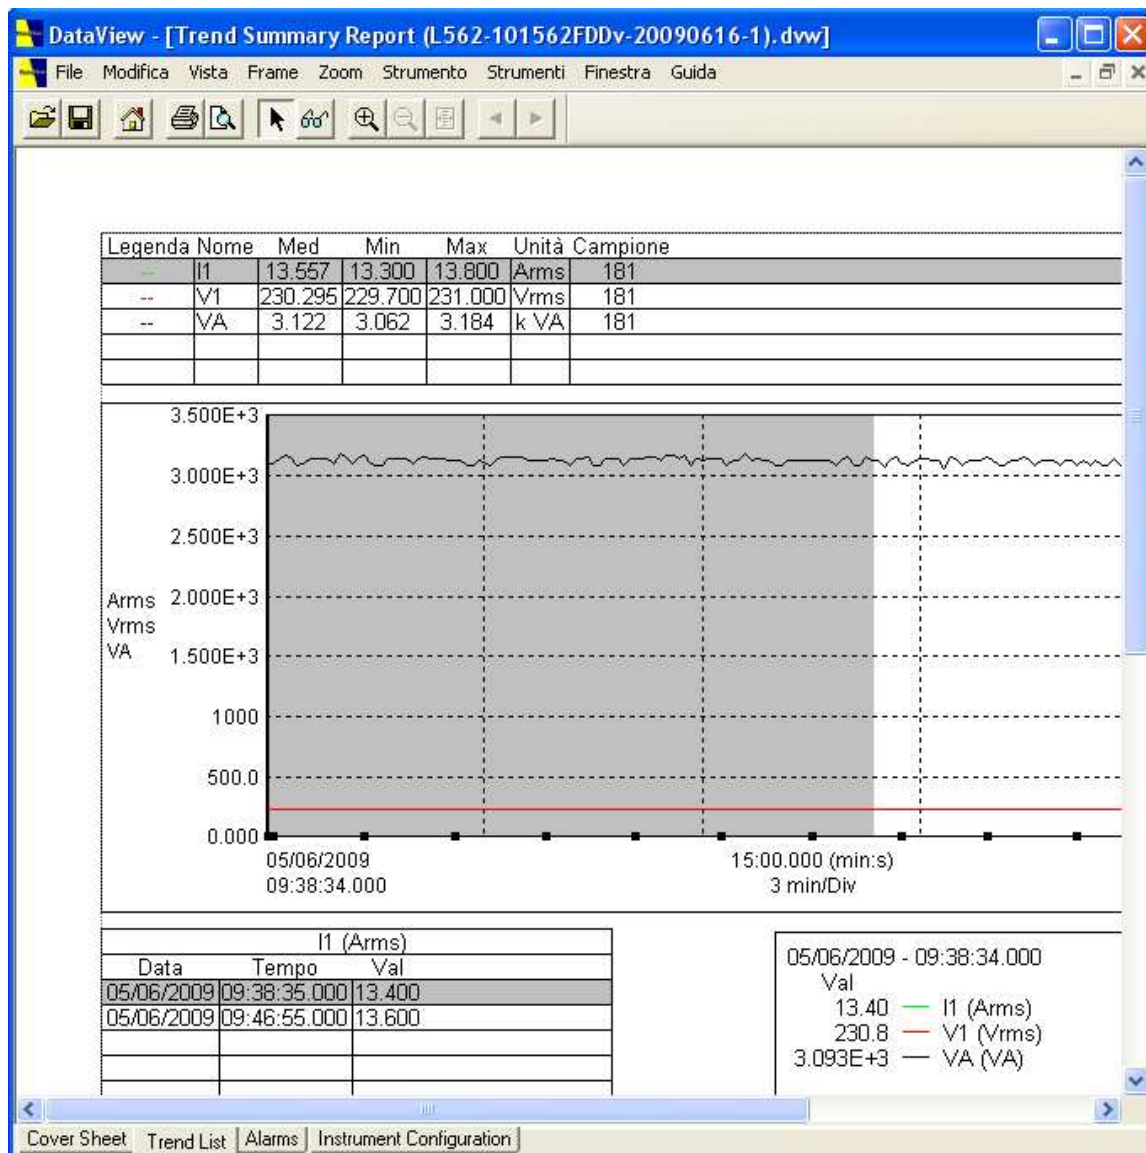 DataView - [Trend Summary Report (L562-101562FDDv-20090616-1).dvw]
File Modifica Vista Frame Zoom Strumento Strumenti Finestra Guida
Legenda Nome Med Min Max Unità Campione
-- I1 13.557 13.300 13.800 Arms 181
-- V1 230.295 229.700 231.000 Vrms 181
-- VA 3.122 3.062 3.184 k VA 181
3.500E+3
3.000E+3
2.500E+3
Arms 2.000E+3
Vrms
VA 1.500E+3
1000
500.0
0.000
05/06/2009 15:00.000 (min:s)
09:38:34.000 3 min/Div
I1 (Arms)
Data Tempo Val
05/06/2009 09:38:35.000 13.400
05/06/2009 09:46:55.000 13.600
05/06/2009 - 09:38:34.000
Val
13.40 — I1 (Arms)
230.8 — V1 (Vrms)
3.093E+3 — VA (VA)
Cover Sheet Trend List Alarms Instrument Configuration